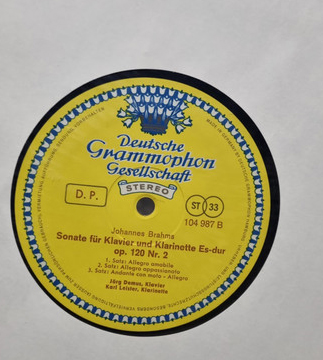 Deutsche
Grammophon
Gesellschaft
STEREO
D. P.
ST 33
104 987 B
Johannes Brahms
Sonate für Klavier und Klarinette Es-dur
op. 120 Nr. 2
1. Satz: Allegro amabile
2. Satz: Allegro appassionato
3. Satz: Andante con moto - Allegro
Jörg Demus, Klavier
Karl Leister, Klarinette